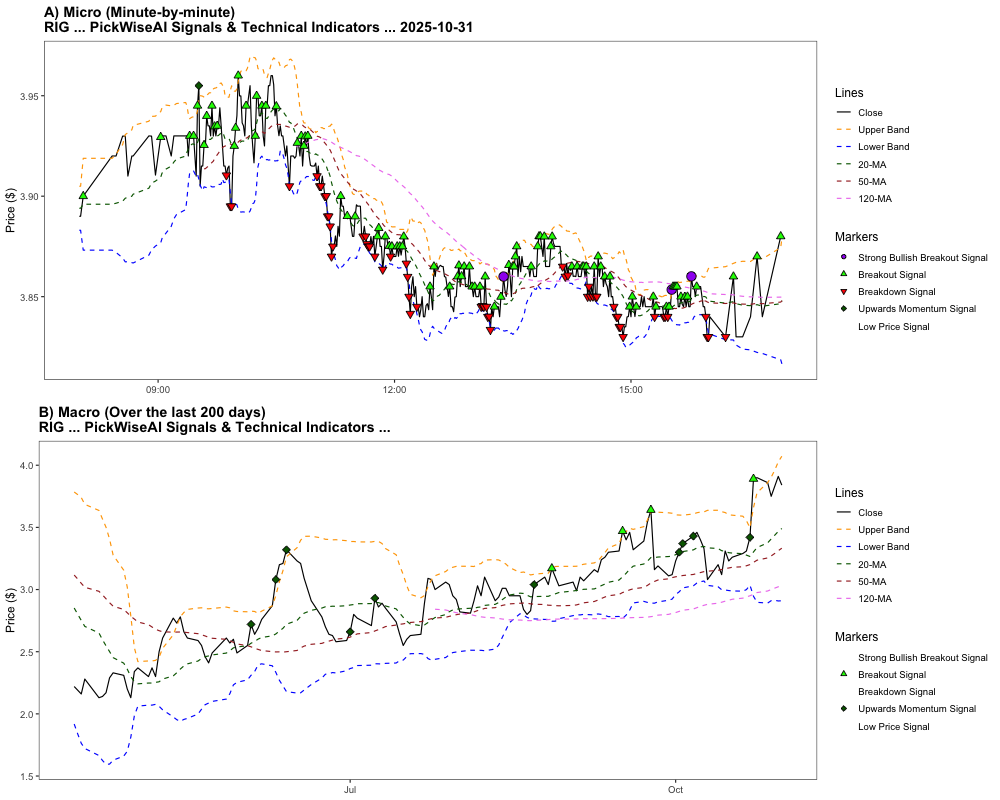 A) Micro (Minute-by-minute)
RIG ... PickWiseAI Signals & Technical Indicators ... 2025-10-31
Price ($)
3.95
3.90
3.85
09:00
12:00
15:00
Lines
Close
Upper Band
Lower Band
20-MA
50-MA
120-MA
Markers
Strong Bullish Breakout Signal
Breakout Signal
Breakdown Signal
Upwards Momentum Signal
Low Price Signal
B) Macro (Over the last 200 days)
RIG ... PickWiseAI Signals & Technical Indicators ...
Price ($)
4.0
3.5
3.0
2.5
2.0
1.5
Jul
Oct
Lines
Close
Upper Band
Lower Band
20-MA
50-MA
120-MA
Markers
Strong Bullish Breakout Signal
Breakout Signal
Breakdown Signal
Upwards Momentum Signal
Low Price Signal